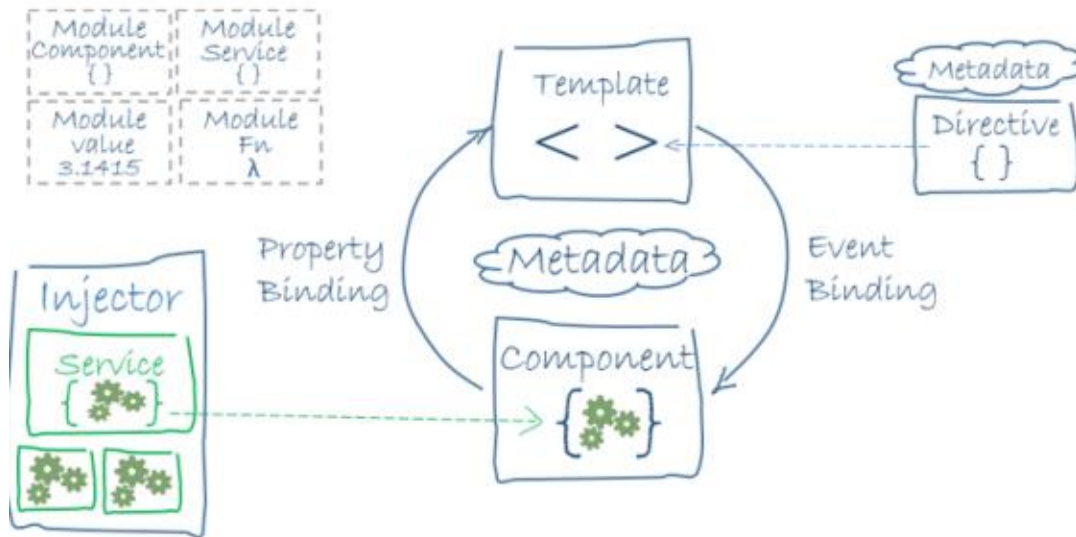 Module
Component
{ }
Module
Service
{ }
Module
value
3.1415
Module
Fn
λ
Template
< >
Metadata
Directive
{ }
Property
Binding
Metadata
Event
Binding
Injector
Service
{ }
Component
{ }